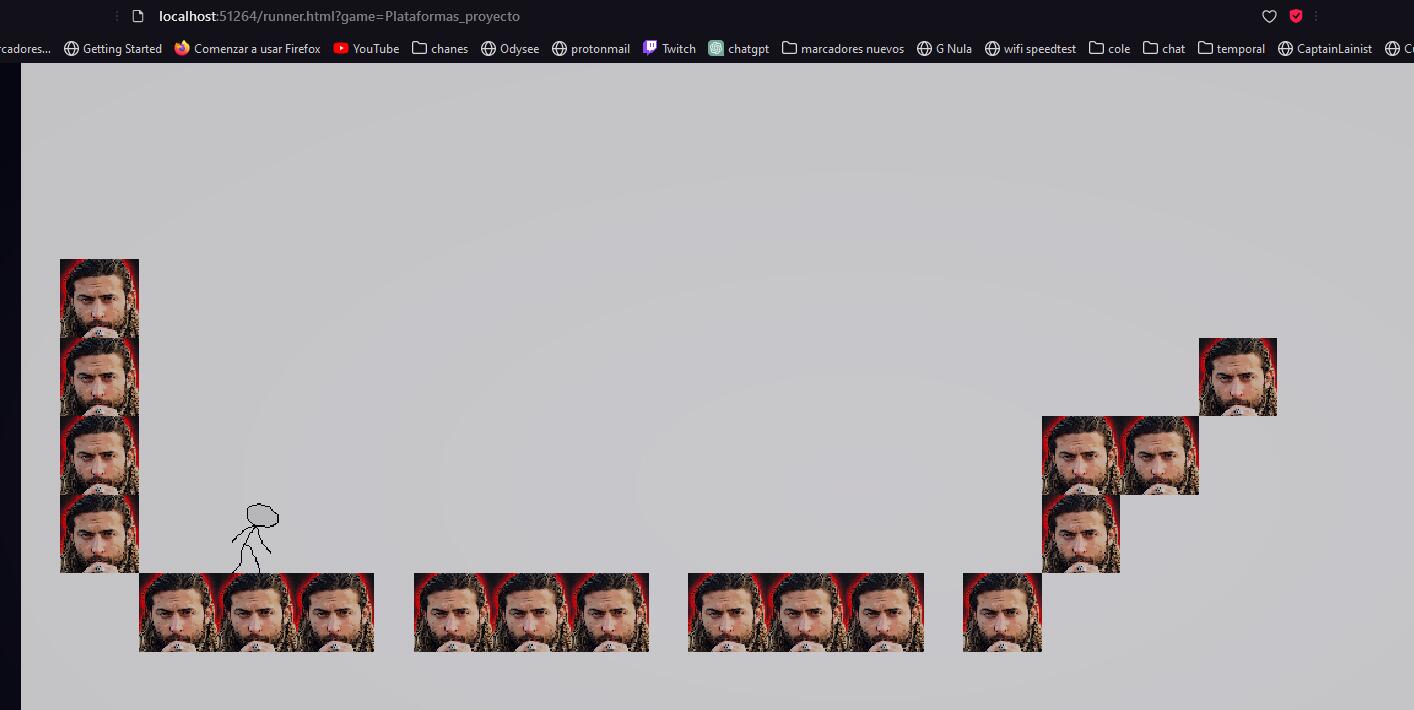 localhost:51264/runner.html?game=Plataformas_proyecto
rcadores... Getting Started Comenzar a usar Firefox YouTube chanes Odysee protonmail Twitch chatgpt marcadores nuevos G Nula wifi speedtest cole chat temporal CaptainLainist